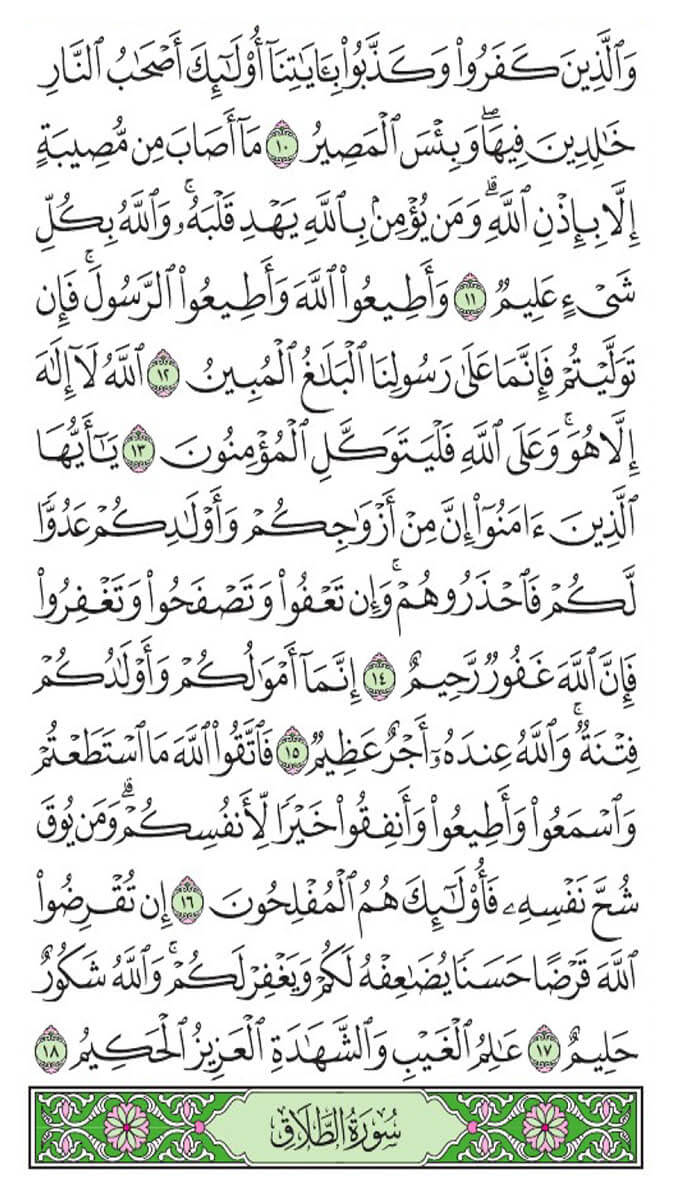 وَٱلَّذِينَ كَفَرُوا۟ وَكَذَّبُوا۟ بِـَٔايَـٰتِنَآ أُو۟لَـٰٓئِكَ أَصْحَـٰبُ ٱلنَّارِ
خَـٰلِدِينَ فِيهَا ۖ وَبِئْسَ ٱلْمَصِيرُ ١٠ مَآ أَصَابَ مِن مُّصِيبَةٍ
إِلَّا بِإِذْنِ ٱللَّهِ ۗ وَمَن يُؤْمِنۢ بِٱللَّهِ يَهْدِ قَلْبَهُۥ ۚ وَٱللَّهُ بِكُلِّ
شَىْءٍ عَلِيمٌ ١١ وَأَطِيعُوا۟ ٱللَّهَ وَأَطِيعُوا۟ ٱلرَّسُولَ ۚ فَإِن
تَوَلَّيْتُمْ فَإِنَّمَا عَلَىٰ رَسُولِنَا ٱلْبَلَـٰغُ ٱلْمُبِينُ ١٢ ٱللَّهُ لَآ إِلَـٰهَ
إِلَّا هُوَ ۚ وَعَلَى ٱللَّهِ فَلْيَتَوَكَّلِ ٱلْمُؤْمِنُونَ ١٣ يَـٰٓأَيُّهَا
ٱلَّذِينَ ءَامَنُوٓا۟ إِنَّ مِنْ أَزْوَٰجِكُمْ وَأَوْلَـٰدِكُمْ عَدُوًّا
لَّكُمْ فَٱحْذَرُوهُمْ ۚ وَإِن تَعْفُوا۟ وَتَصْفَحُوا۟ وَتَغْفِرُوا۟
فَإِنَّ ٱللَّهَ غَفُورٌ رَّحِيمٌ ١٤ إِنَّمَآ أَمْوَٰلُكُمْ وَأَوْلَـٰدُكُمْ
فِتْنَةٌ ۚ وَٱللَّهُ عِندَهُۥٓ أَجْرٌ عَظِيمٌ ١٥ فَٱتَّقُوا۟ ٱللَّهَ مَا ٱسْتَطَعْتُمْ
وَٱسْمَعُوا۟ وَأَطِيعُوا۟ وَأَنفِقُوا۟ خَيْرًا لِّأَنفُسِكُمْ ۗ وَمَن يُوقَ
شُحَّ نَفْسِهِۦ فَأُو۟لَـٰٓئِكَ هُمُ ٱلْمُفْلِحُونَ ١٦ إِن تُقْرِضُوا۟
ٱللَّهَ قَرْضًا حَسَنًا يُضَـٰعِفْهُ لَكُمْ وَيَغْفِرْ لَكُمْ ۚ وَٱللَّهُ شَكُورٌ
حَلِيمٌ ١٧ عَـٰلِمُ ٱلْغَيْبِ وَٱلشَّهَـٰدَةِ ٱلْعَزِيزُ ٱلْحَكِيمُ ١٨
سُورَةُ الطَّلَاقِ